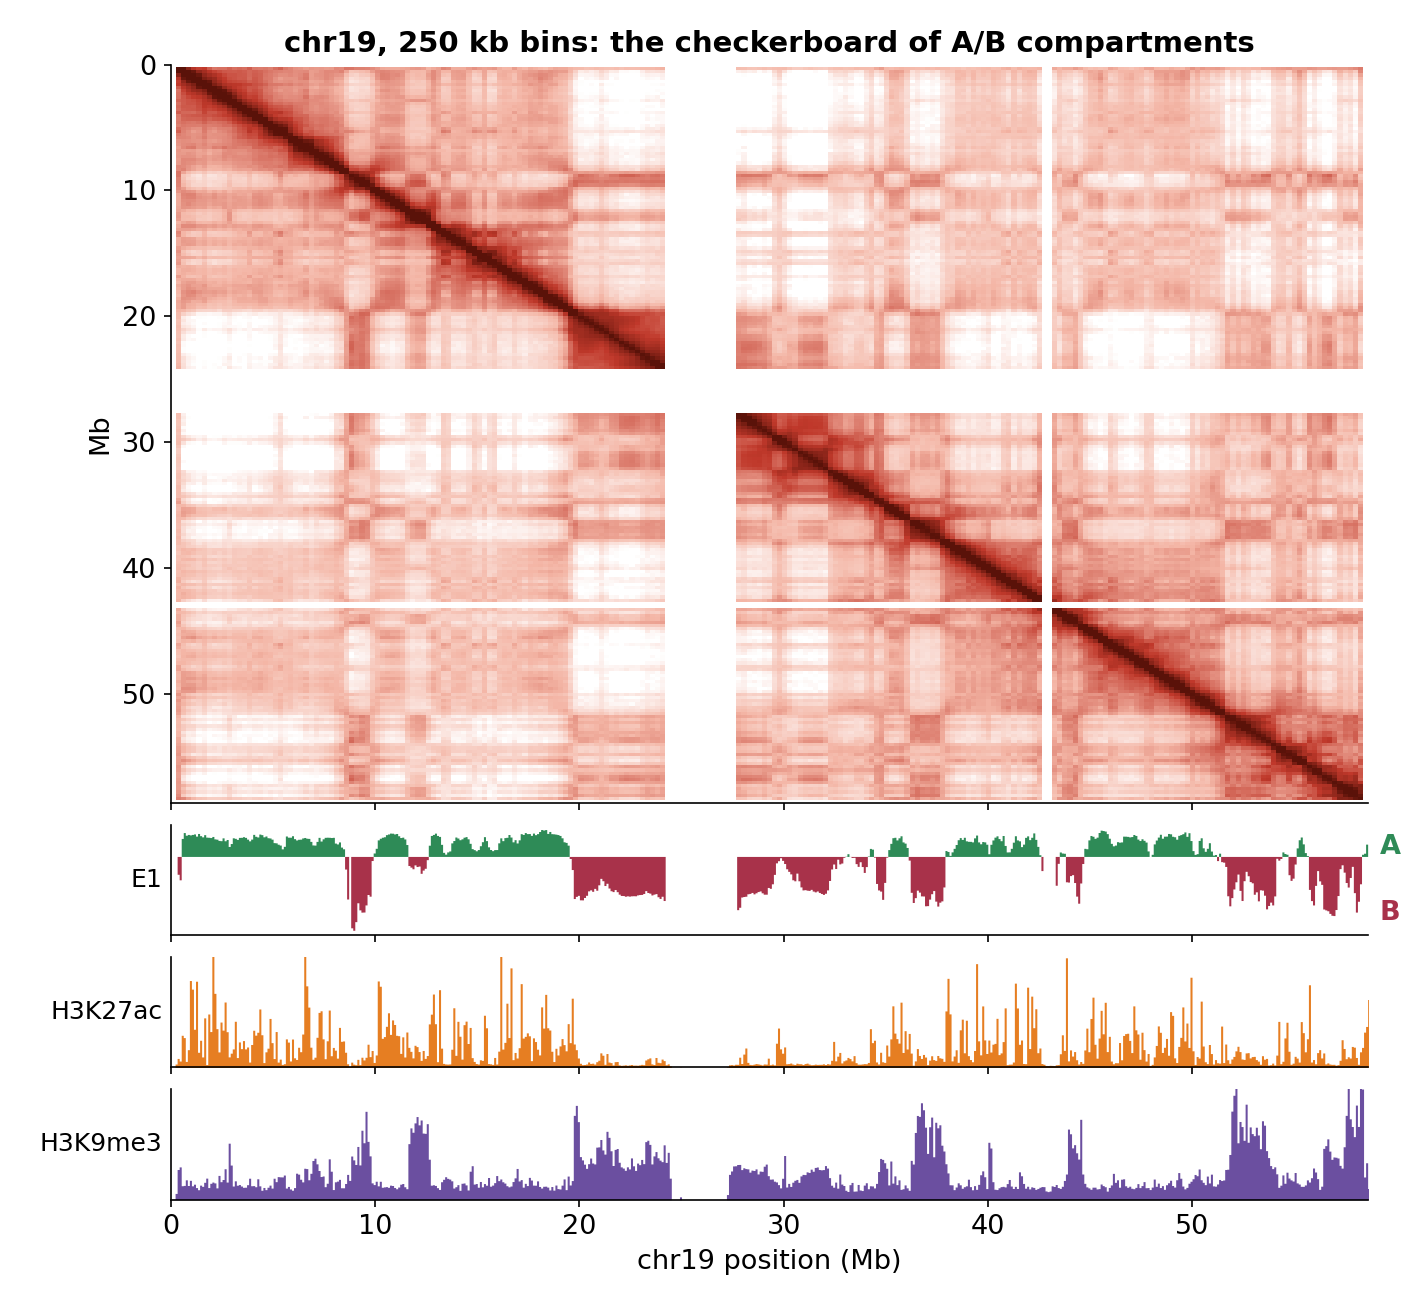 chr19, 250 kb bins: the checkerboard of A/B compartments
0
10
20
30
40
50
Mb
E1
A
B
H3K27ac
H3K9me3
0 10 20 30 40 50
chr19 position (Mb)